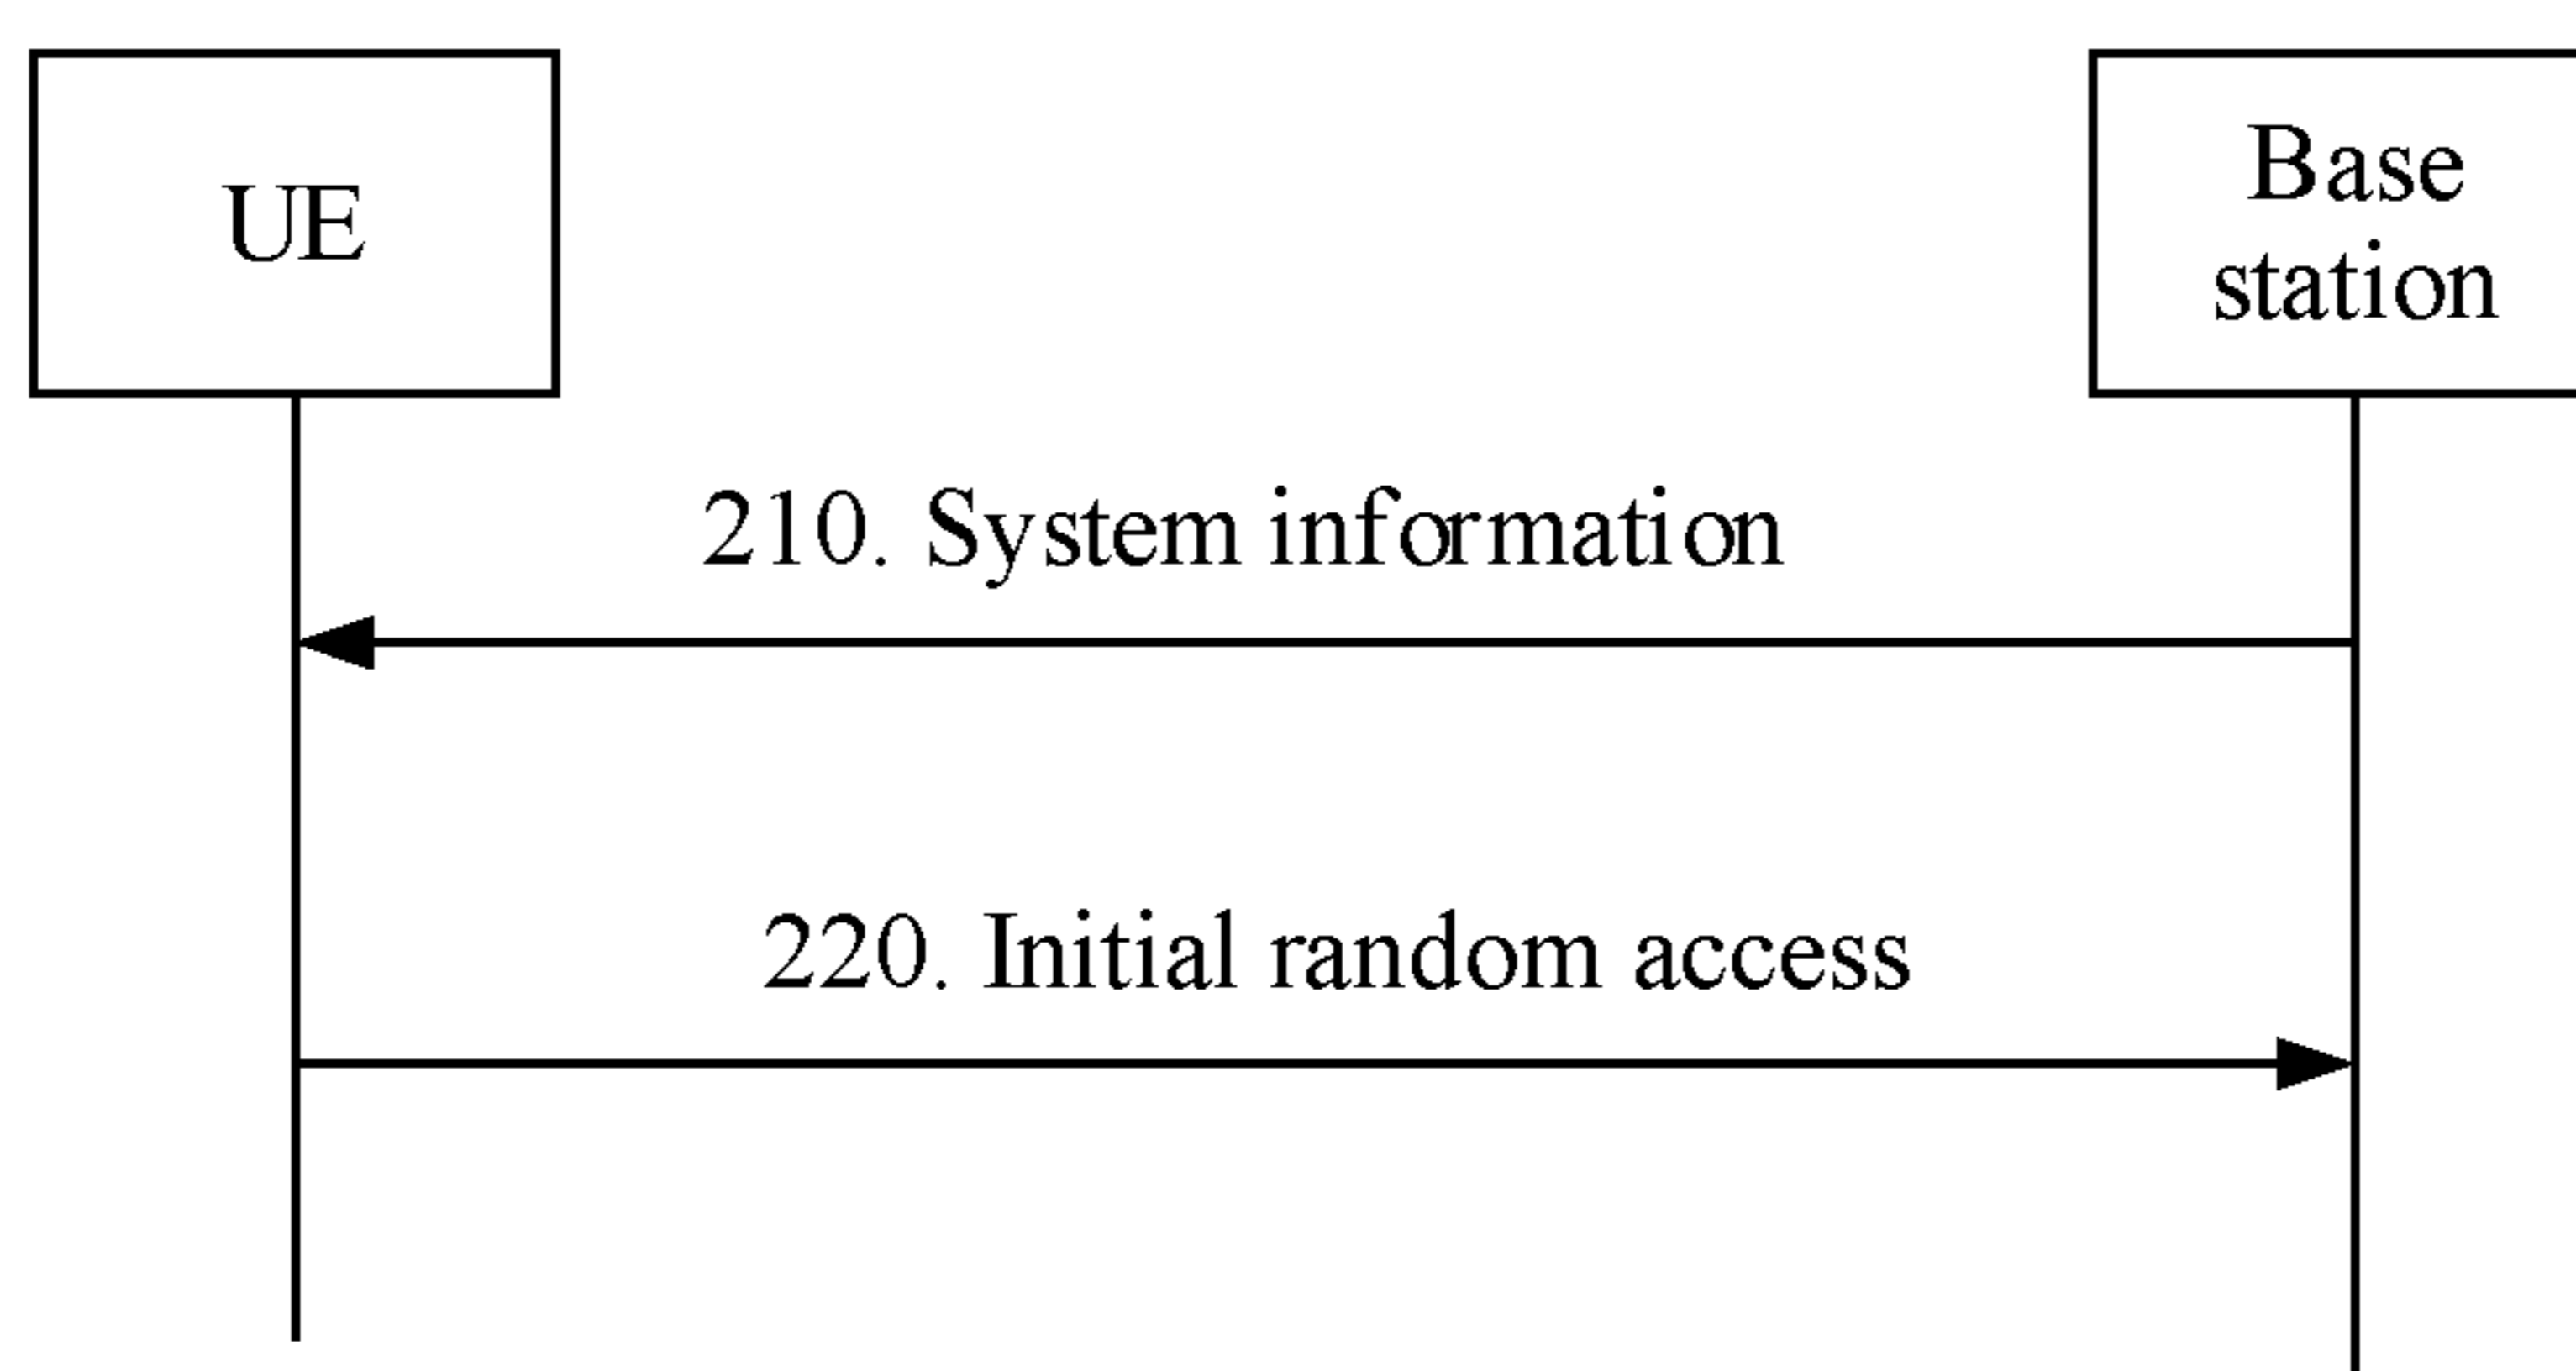 UE
Base
station
210. System information
220. Initial random access